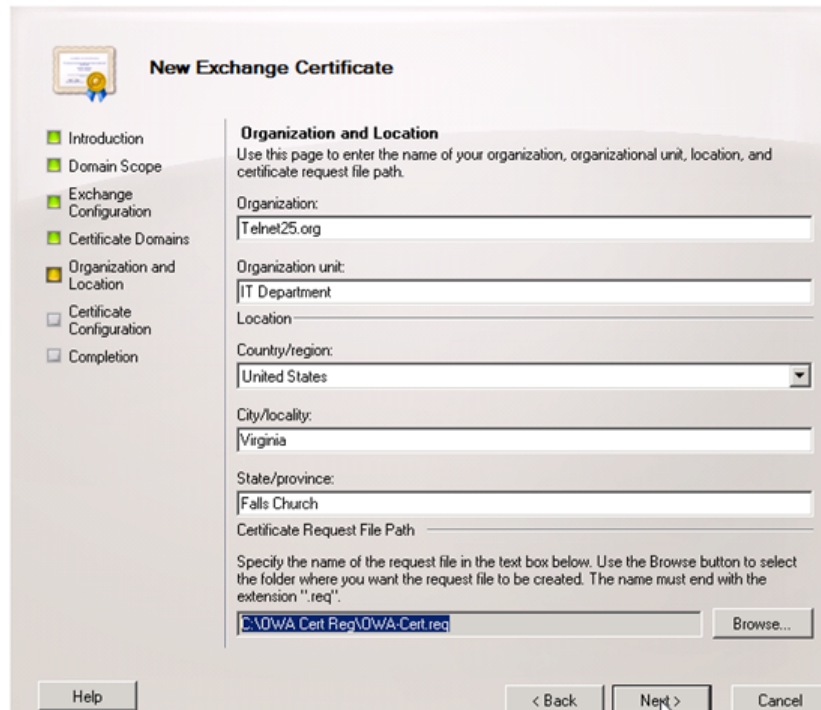 New Exchange Certificate
Introduction
Domain Scope
Exchange
Configuration
Certificate Domains
Organization and
Location
Certificate
Configuration
Completion
Organization and Location
Use this page to enter the name of your organization, organizational unit, location, and
certificate request file path.
Organization:
Telnet25.org
Organization unit:
IT Department
Location
Country/region:
United States
City/locality:
Virginia
State/province:
Falls Church
Certificate Request File Path
Specify the name of the request file in the text box below. Use the Browse button to select
the folder where you want the request file to be created. The name must end with the
extension ".req".
C:\OWA Cert Req\OWA-Cert.req
Browse...
Help
< Back
Next >
Cancel